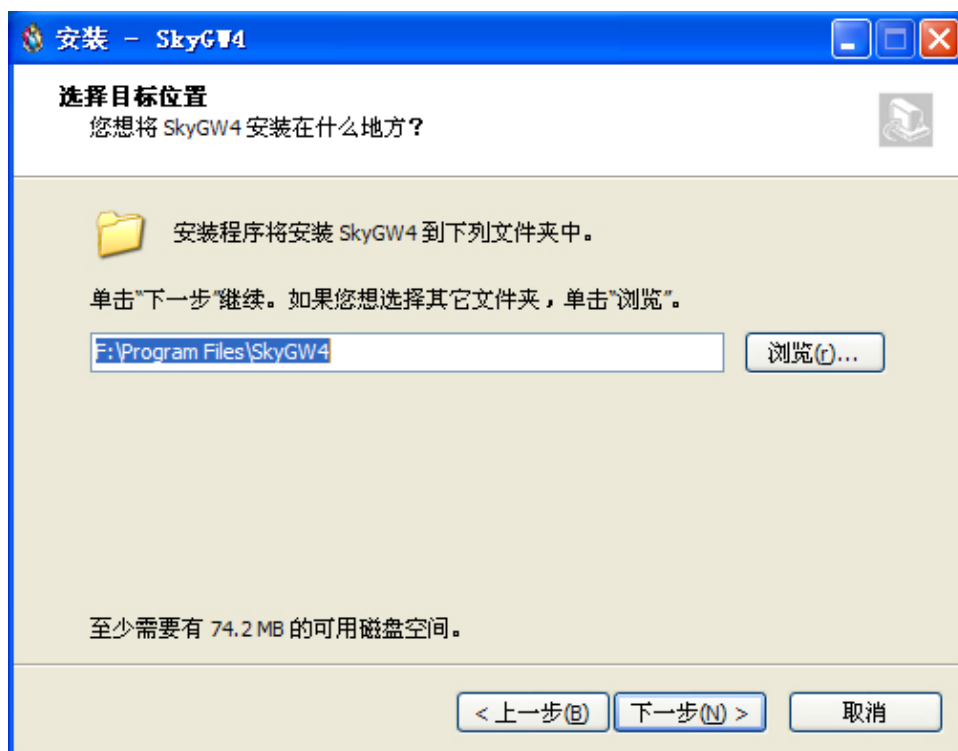 安装 - SkyGW4
选择目标位置
您想将 SkyGW4 安装在什么地方？
安装程序将安装 SkyGW4 到下列文件夹中。
单击"下一步"继续。如果您想选择其它文件夹，单击"浏览"。
F:\Program Files\SkyGW4
浏览(r)...
至少需要有 74.2 MB 的可用磁盘空间。
< 上一步(B)
下一步(N) >
取消